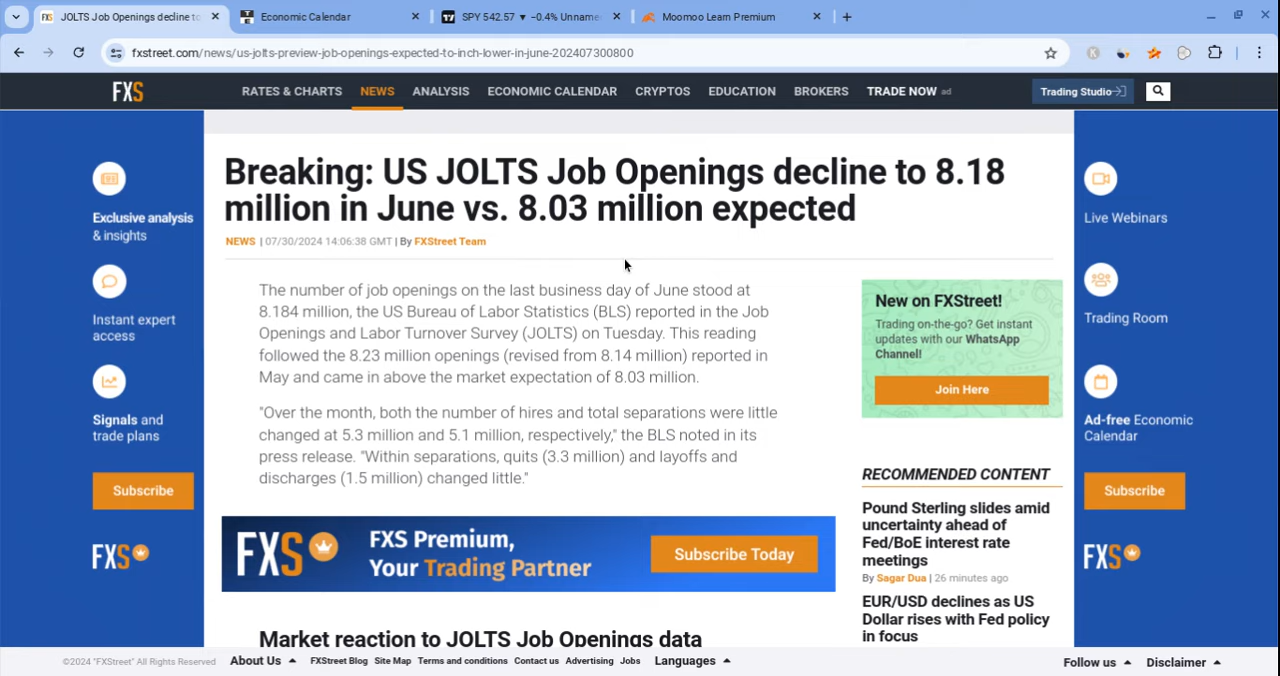 JOLTS Job Openings decline to
Economic Calendar
SPY 542.57 ▼ −0.4% Unname
Moomoo Learn Premium
fxstreet.com/news/us-jolts-preview-job-openings-expected-to-inch-lower-in-june-202407300800
FXS
RATES & CHARTS
NEWS
ANALYSIS
ECONOMIC CALENDAR
CRYPTOS
EDUCATION
BROKERS
TRADE NOW ad
Trading Studio
Breaking: US JOLTS Job Openings decline to 8.18
million in June vs. 8.03 million expected
NEWS | 07/30/2024 14:06:38 GMT | By FXStreet Team
The number of job openings on the last business day of June stood at
8.184 million, the US Bureau of Labor Statistics (BLS) reported in the Job
Openings and Labor Turnover Survey (JOLTS) on Tuesday. This reading
followed the 8.23 million openings (revised from 8.14 million) reported in
May and came in above the market expectation of 8.03 million.
"Over the month, both the number of hires and total separations were little
changed at 5.3 million and 5.1 million, respectively," the BLS noted in its
press release. "Within separations, quits (3.3 million) and layoffs and
discharges (1.5 million) changed little."
FXS
FXS Premium,
Your Trading Partner
Subscribe Today
Market reaction to JOLTS Job Openings data
Exclusive analysis
& insights
Instant expert
access
Signals and
trade plans
Subscribe
FXS
New on FXStreet!
Trading on-the-go? Get instant
updates with our WhatsApp
Channel!
Join Here
RECOMMENDED CONTENT
Pound Sterling slides amid
uncertainty ahead of
Fed/BoE interest rate
meetings
By Sagar Dua | 26 minutes ago
EUR/USD declines as US
Dollar rises with Fed policy
in focus
Live Webinars
Trading Room
Ad-free Economic
Calendar
Subscribe
FXS
©2024 "FXStreet" All Rights Reserved
About Us
FXStreet Blog
Site Map
Terms and conditions
Contact us
Advertising
Jobs
Languages
Follow us
Disclaimer